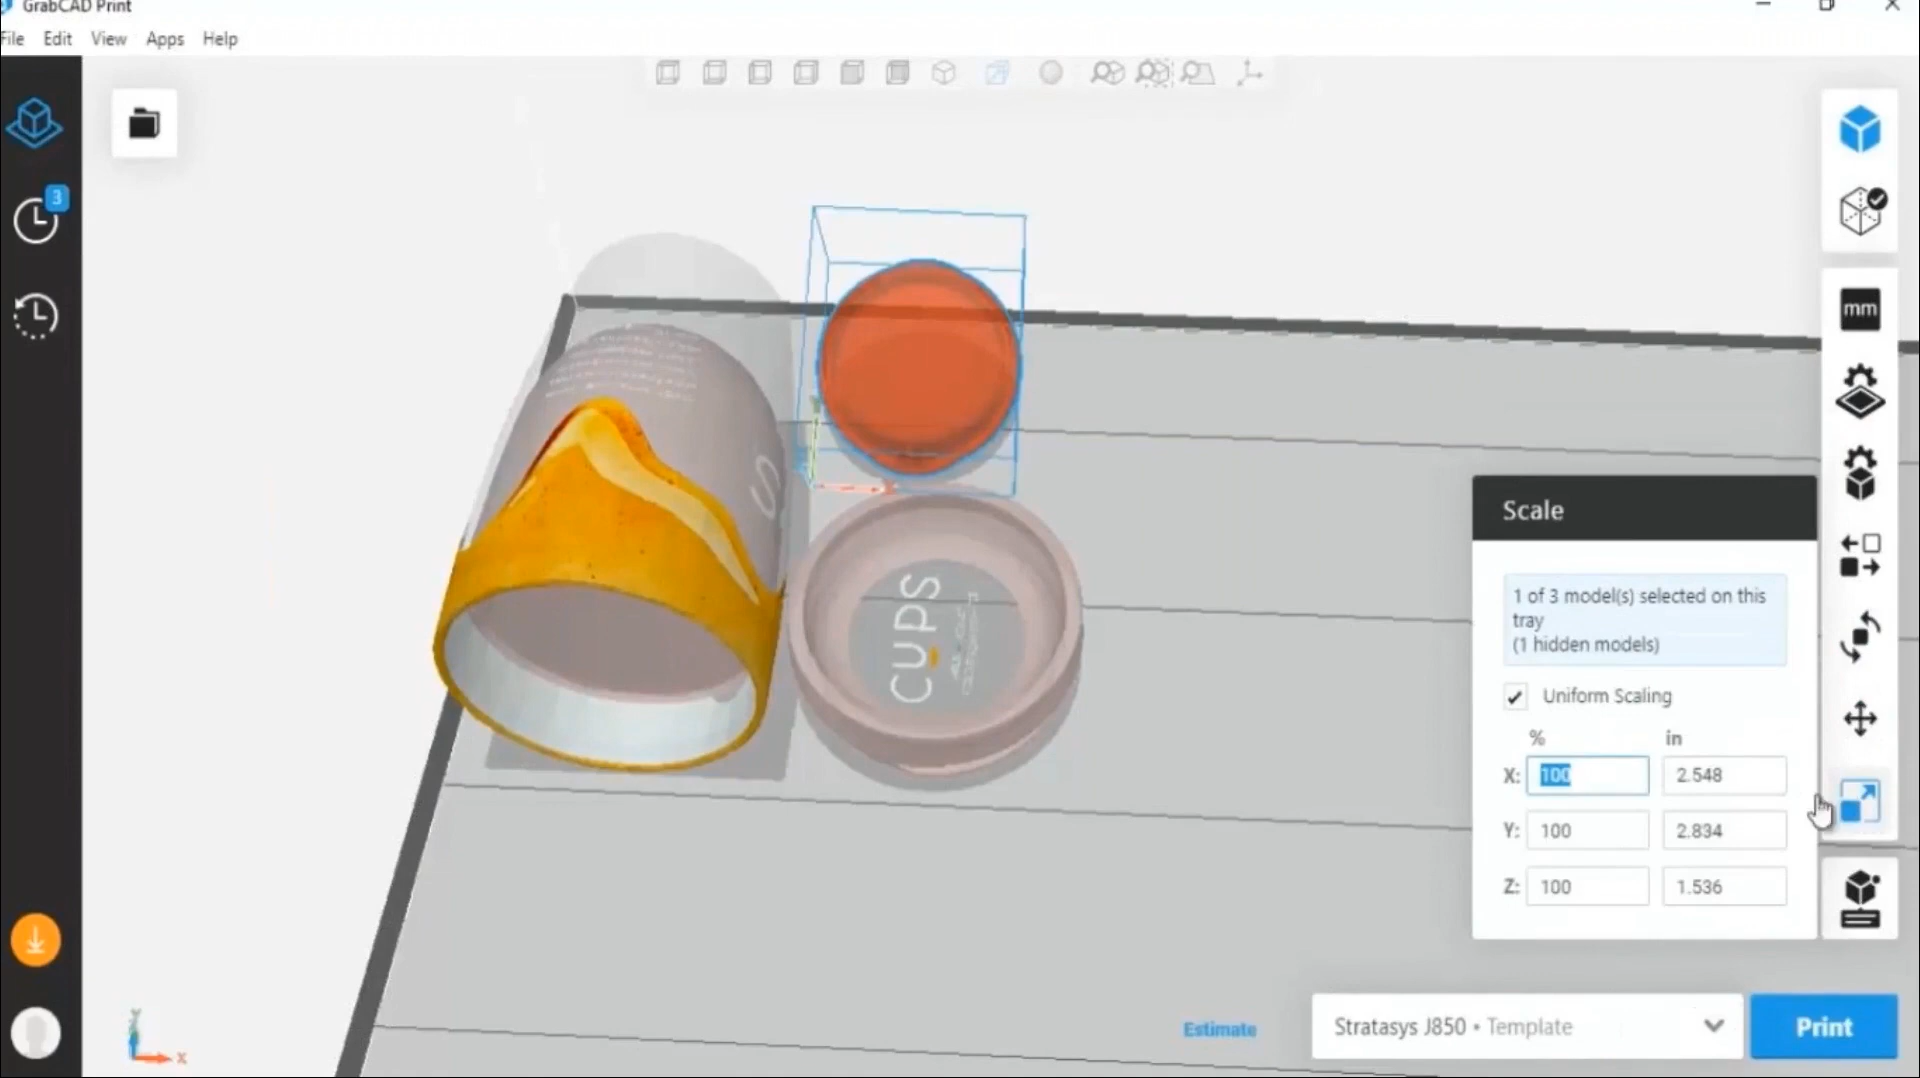 GrabCAD Print
File Edit View Apps Help
3
mm
S
CUPS
Scale
1 of 3 model(s) selected on this
tray
(1 hidden models)
Uniform Scaling
% in
X: 100 2.548
Y: 100 2.834
Z: 100 1.536
Y
X
Estimate
Stratasys J850 • Template
Print